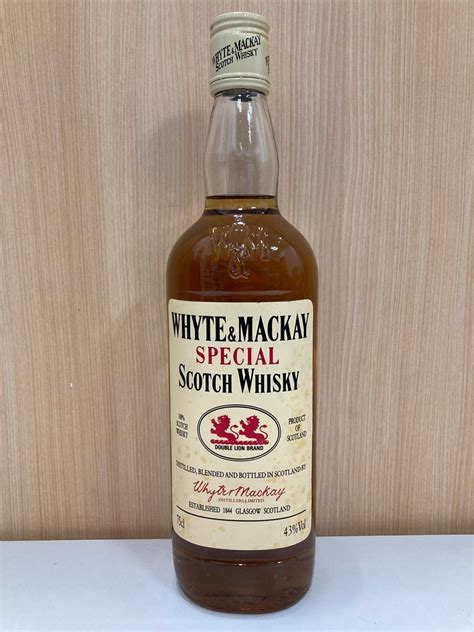 WHYTE & MACKAY
SCOTCH WHISKY
WHYTE & MACKAY
SPECIAL
SCOTCH WHISKY
100%
SCOTCH
WHISKY
PRODUCT
OF
SCOTLAND
DOUBLE LION BRAND
DISTILLED, BLENDED AND BOTTLED IN SCOTLAND BY
Whyte & Mackay
DISTILLERS LIMITED
ESTABLISHED 1844 GLASGOW SCOTLAND
75cl
43%Vol